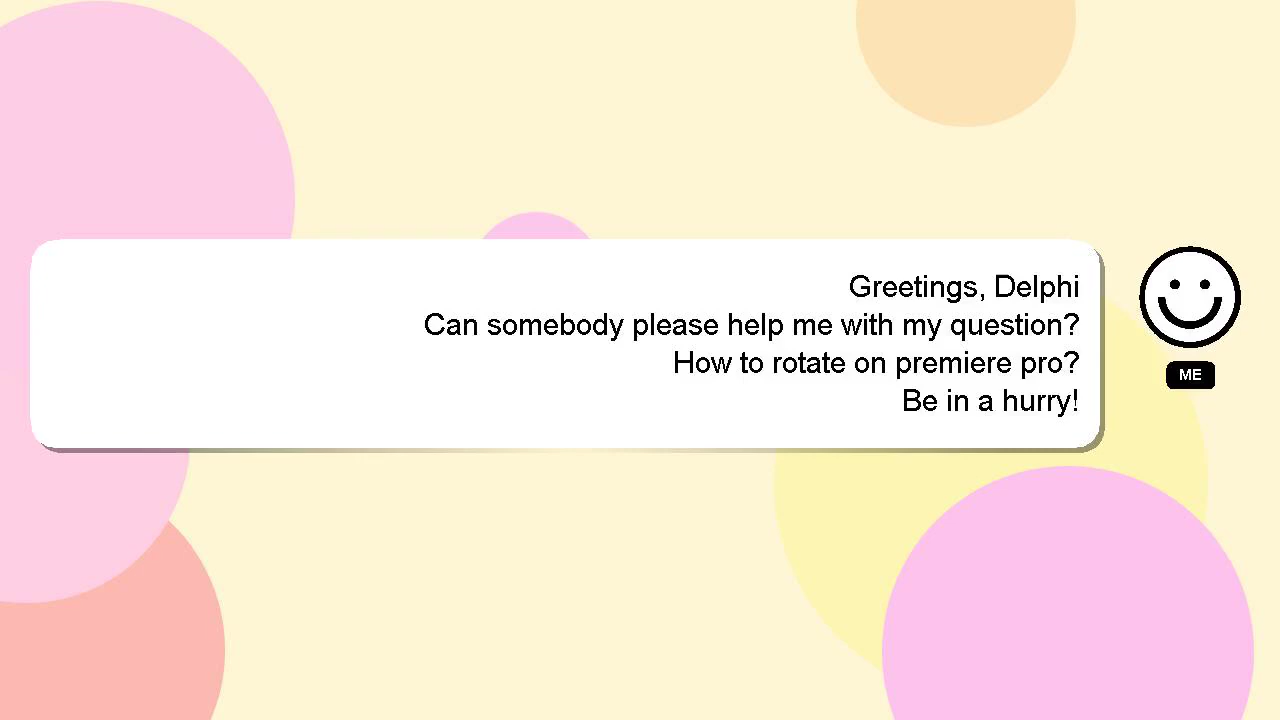 Greetings, Delphi
Can somebody please help me with my question?
How to rotate on premiere pro?
Be in a hurry!
ME